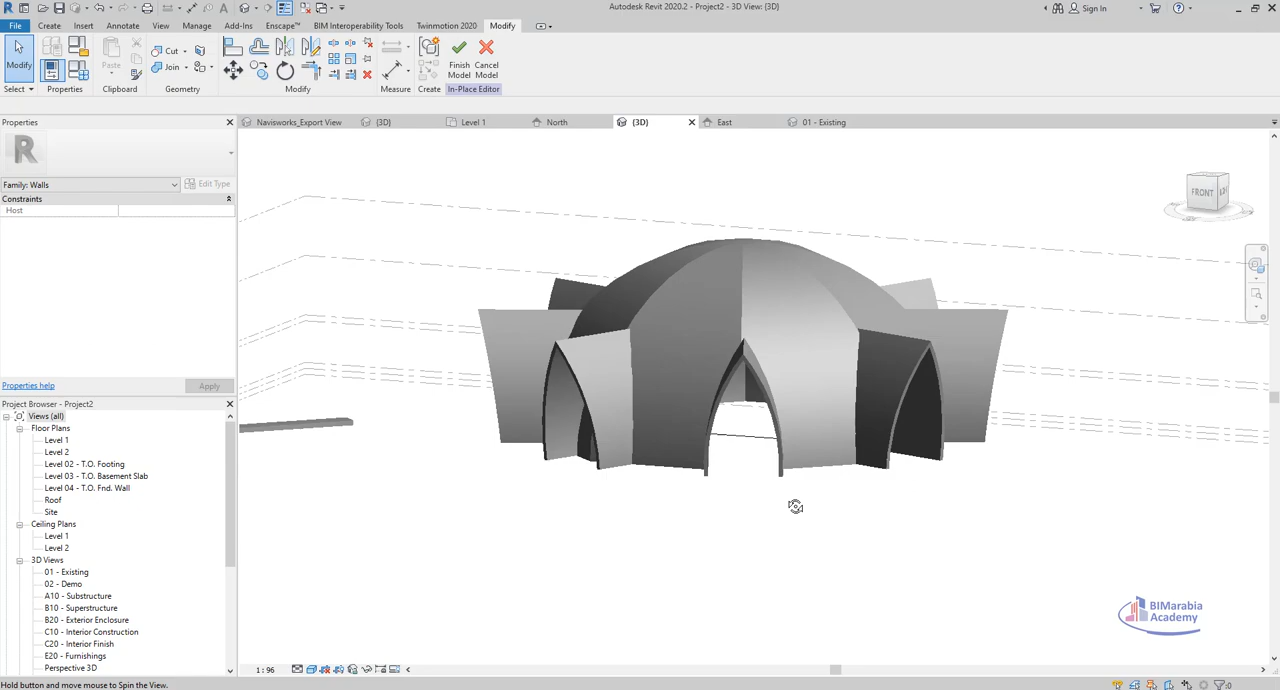 Autodesk Revit 2020.2 - Project2 - 3D View: {3D}
Sign In
File Create Insert Annotate View Manage Add-Ins Enscape™ BIM Interoperability Tools Twinmotion 2020 Modify
Modify
Paste
Cut
Join
Finish Model
Cancel Model
Select Properties Clipboard Geometry Modify Measure Create In-Place Editor
Properties
Navisworks_Export View {3D} Level 1 North {3D} East 01 - Existing
Family: Walls
Edit Type
Constraints
Host
FRONT
Properties help
Apply
Project Browser - Project2
Views (all)
Floor Plans
Level 1
Level 2
Level 02 - T.O. Footing
Level 03 - T.O. Basement Slab
Level 04 - T.O. Fnd. Wall
Roof
Site
Ceiling Plans
Level 1
Level 2
3D Views
01 - Existing
02 - Demo
A10 - Substructure
B10 - Superstructure
B20 - Exterior Enclosure
C10 - Interior Construction
C20 - Interior Finish
E20 - Furnishings
Perspective 3D
BIMarabia
Academy
1 : 96
Hold button and move mouse to Spin the View.
:0